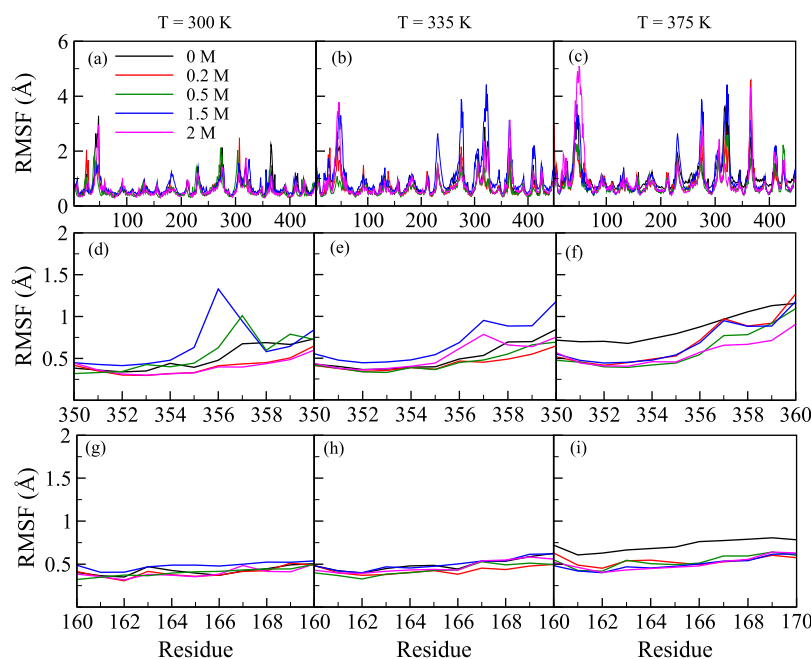 T = 300 K T = 335 K T = 375 K
RMSF (Å)
6
4
2
0
(a)
0 M
0.2 M
0.5 M
1.5 M
2 M
(b)
(c)
100 200 300 400 100 200 300 400 100 200 300 400
RMSF (Å)
2
1.5
1
0.5
(d) (e) (f)
350 352 354 356 358 350 352 354 356 358 350 352 354 356 358 360
RMSF (Å)
2
1.5
1
0.5
0
(g) (h) (i)
160 162 164 166 168 160 162 164 166 168 160 162 164 166 168 170
Residue Residue Residue